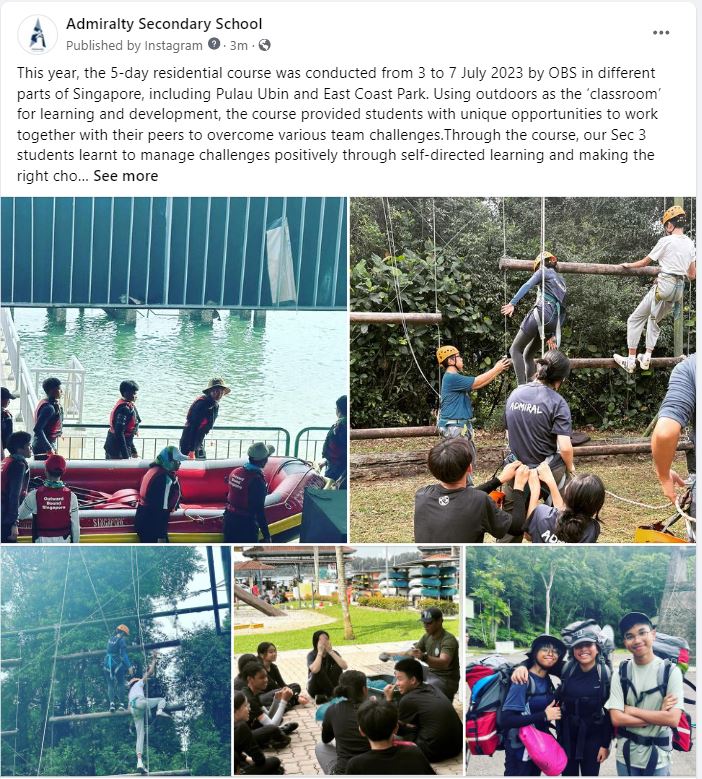 Admiralty Secondary School
Published by Instagram · 3m ·
This year, the 5-day residential course was conducted from 3 to 7 July 2023 by OBS in different
parts of Singapore, including Pulau Ubin and East Coast Park. Using outdoors as the ‘classroom’
for learning and development, the course provided students with unique opportunities to work
together with their peers to overcome various team challenges.Through the course, our Sec 3
students learnt to manage challenges positively through self-directed learning and making the
right cho... See more
Outward
Bound
Singapore
SINGAPORE
ADMIRAL
ADMIRAL